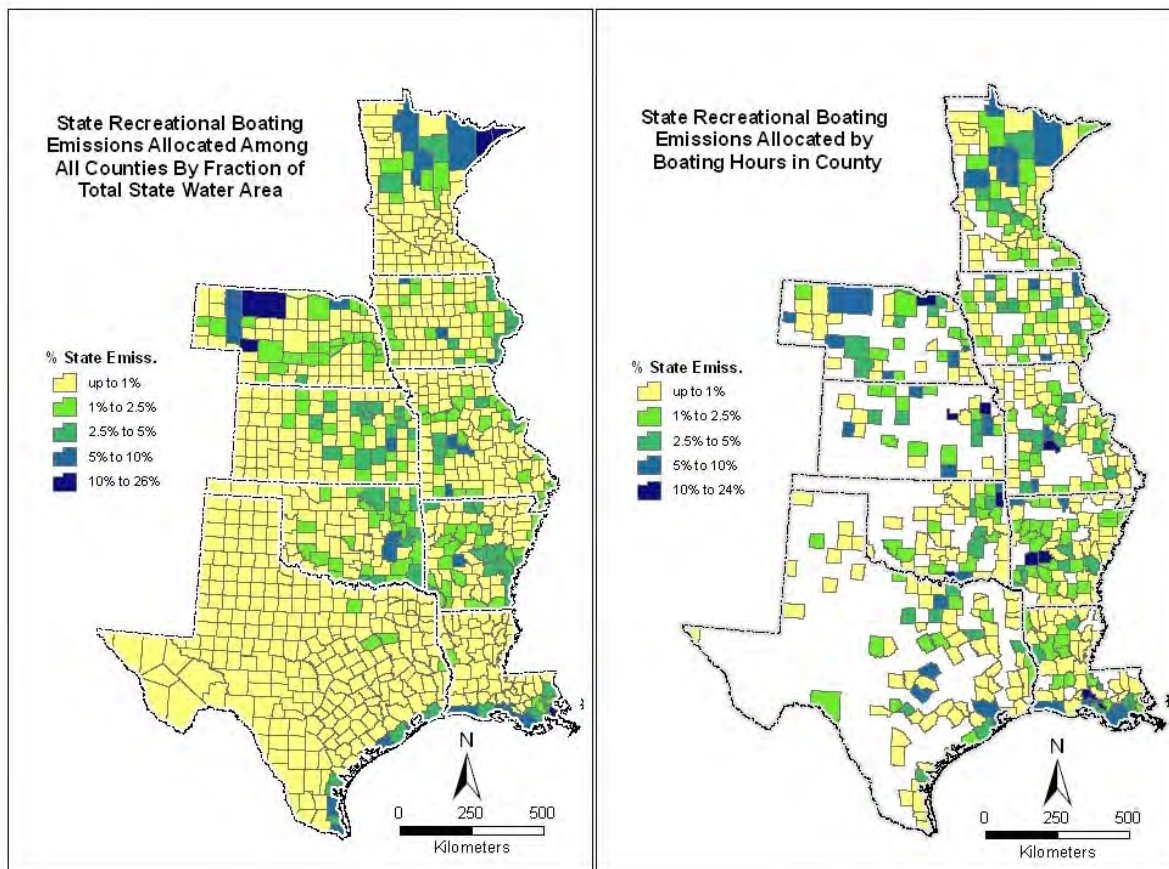 State Recreational Boating
Emissions Allocated Among
All Counties By Fraction of
Total State Water Area
% State Emiss.
up to 1%
1% to 2.5%
2.5% to 5%
5% to 10%
10% to 26%
N
0 250 500
Kilometers
State Recreational Boating
Emissions Allocated by
Boating Hours in County
% State Emiss.
up to 1%
1% to 2.5%
2.5% to 5%
5% to 10%
10% to 24%
N
0 250 500
Kilometers